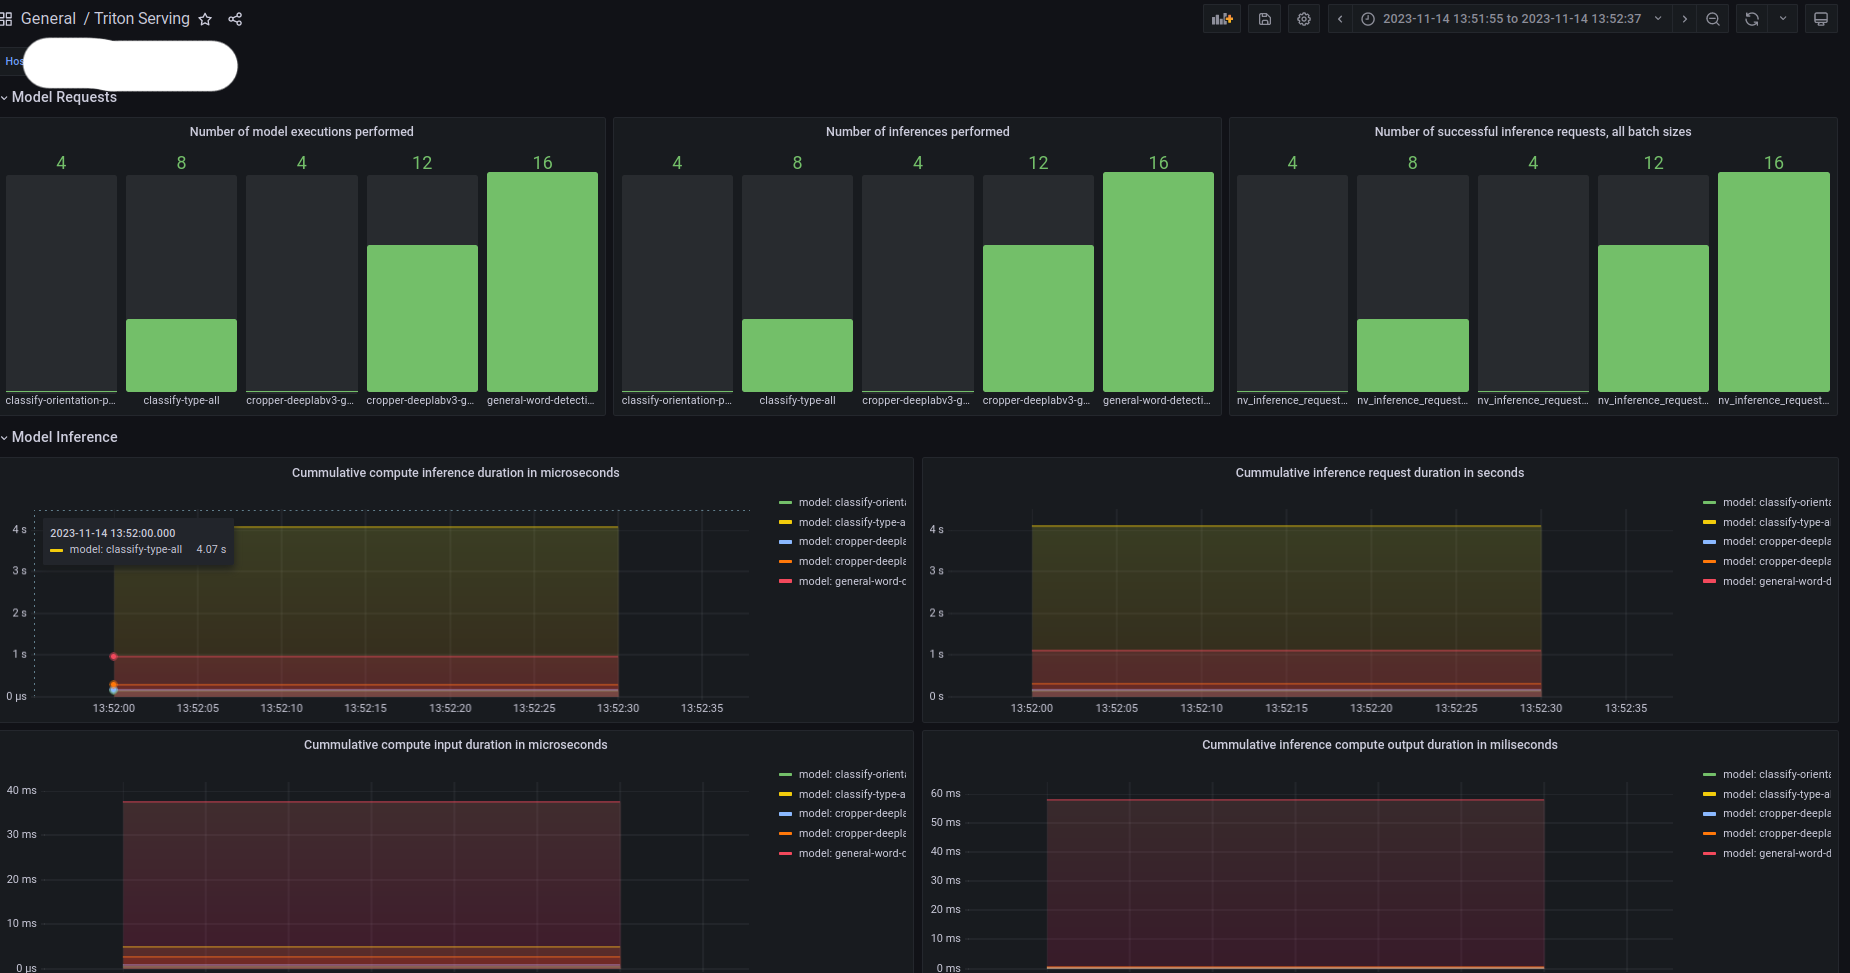 General / Triton Serving
2023-11-14 13:51:55 to 2023-11-14 13:52:37
Hos
Model Requests
Number of model executions performed
4 8 4 12 16
classify-orientation-p... classify-type-all cropper-deeplabv3-g... cropper-deeplabv3-g... general-word-detecti...
Number of inferences performed
4 8 4 12 16
classify-orientation-p... classify-type-all cropper-deeplabv3-g... cropper-deeplabv3-g... general-word-detecti...
Number of successful inference requests, all batch sizes
4 8 4 12 16
nv_inference_request... nv_inference_request... nv_inference_request... nv_inference_request... nv_inference_request...
Model Inference
Cummulative compute inference duration in microseconds
4 s
3 s
2 s
1 s
0 µs
2023-11-14 13:52:00.000
model: classify-type-all 4.07 s
13:52:00 13:52:05 13:52:10 13:52:15 13:52:20 13:52:25 13:52:30 13:52:35
model: classify-orienta
model: classify-type-a
model: cropper-deepla
model: cropper-deepla
model: general-word-d
Cummulative inference request duration in seconds
4 s
3 s
2 s
1 s
0 s
13:52:00 13:52:05 13:52:10 13:52:15 13:52:20 13:52:25 13:52:30 13:52:35
model: classify-orienta
model: classify-type-al
model: cropper-deepla
model: cropper-deepla
model: general-word-d
Cummulative compute input duration in microseconds
40 ms
30 ms
20 ms
10 ms
0 µs
model: classify-orienta
model: classify-type-a
model: cropper-deepla
model: cropper-deepla
model: general-word-d
Cummulative inference compute output duration in miliseconds
60 ms
50 ms
40 ms
30 ms
20 ms
10 ms
0 ms
model: classify-orienta
model: classify-type-al
model: cropper-deepla
model: cropper-deepla
model: general-word-d